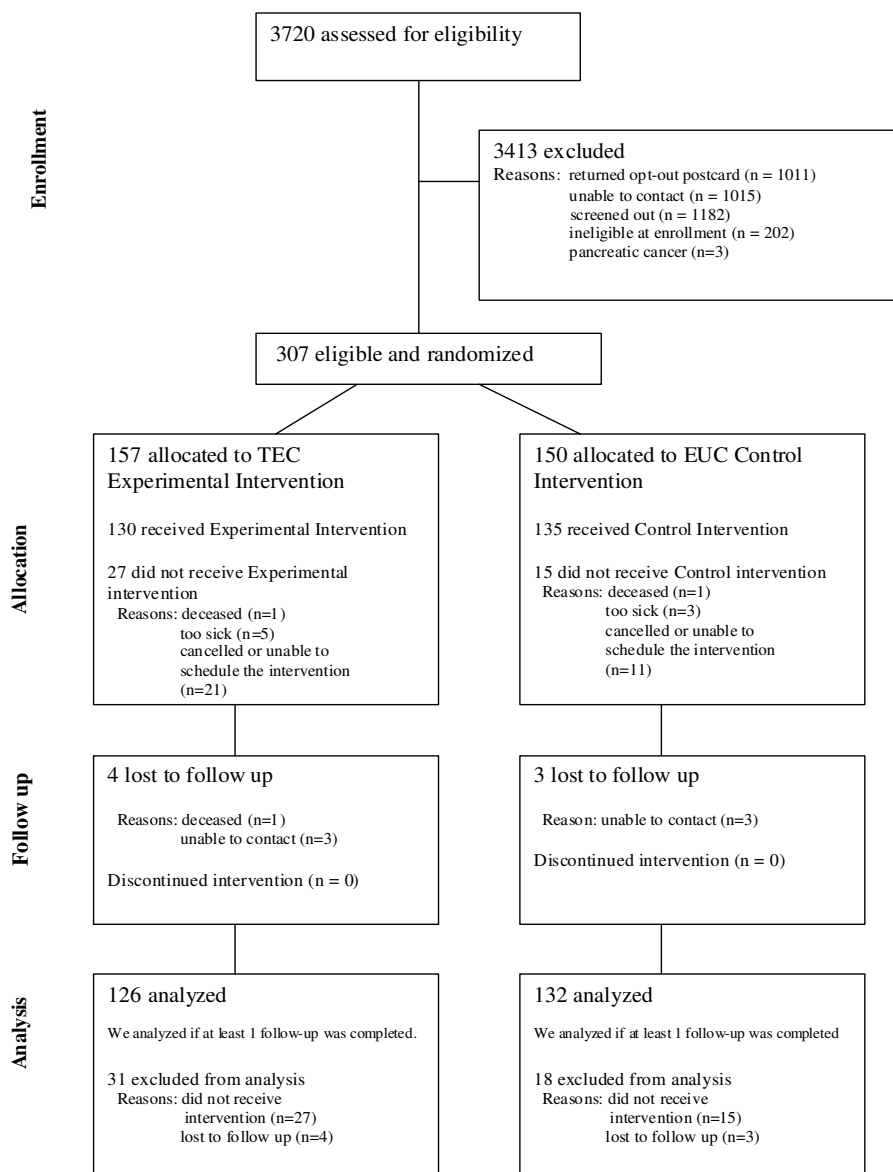 3720 assessed for eligibility
Enrollment
3413 excluded
Reasons: returned opt-out postcard (n = 1011)
unable to contact (n = 1015)
screened out (n = 1182)
ineligible at enrollment (n = 202)
pancreatic cancer (n=3)
307 eligible and randomized
Allocation
157 allocated to TEC
Experimental Intervention
130 received Experimental Intervention
27 did not receive Experimental
intervention
Reasons: deceased (n=1)
too sick (n=5)
cancelled or unable to
schedule the intervention
(n=21)
150 allocated to EUC Control
Intervention
135 received Control Intervention
15 did not receive Control intervention
Reasons: deceased (n=1)
too sick (n=3)
cancelled or unable to
schedule the intervention
(n=11)
Follow up
4 lost to follow up
Reasons: deceased (n=1)
unable to contact (n=3)
Discontinued intervention (n = 0)
3 lost to follow up
Reason: unable to contact (n=3)
Discontinued intervention (n = 0)
Analysis
126 analyzed
We analyzed if at least 1 follow-up was completed.
31 excluded from analysis
Reasons: did not receive
intervention (n=27)
lost to follow up (n=4)
132 analyzed
We analyzed if at least 1 follow-up was completed
18 excluded from analysis
Reasons: did not receive
intervention (n=15)
lost to follow up (n=3)